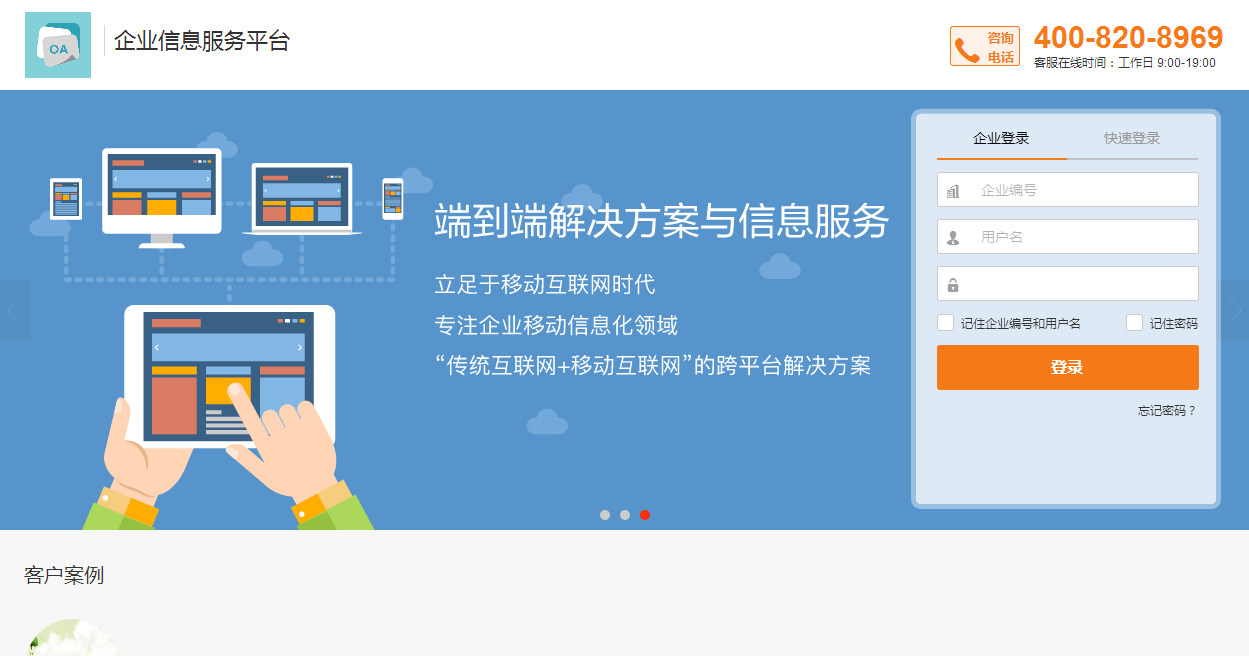 OA
企业信息服务平台
咨询
电话
400-820-8969
客服在线时间：工作日 9:00-19:00
端到端解决方案与信息服务
立足于移动互联网时代
专注企业移动信息化领域
“传统互联网+移动互联网”的跨平台解决方案
企业登录 快速登录
企业编号
用户名
记住企业编号和用户名 记住密码
登录
忘记密码？
客户案例